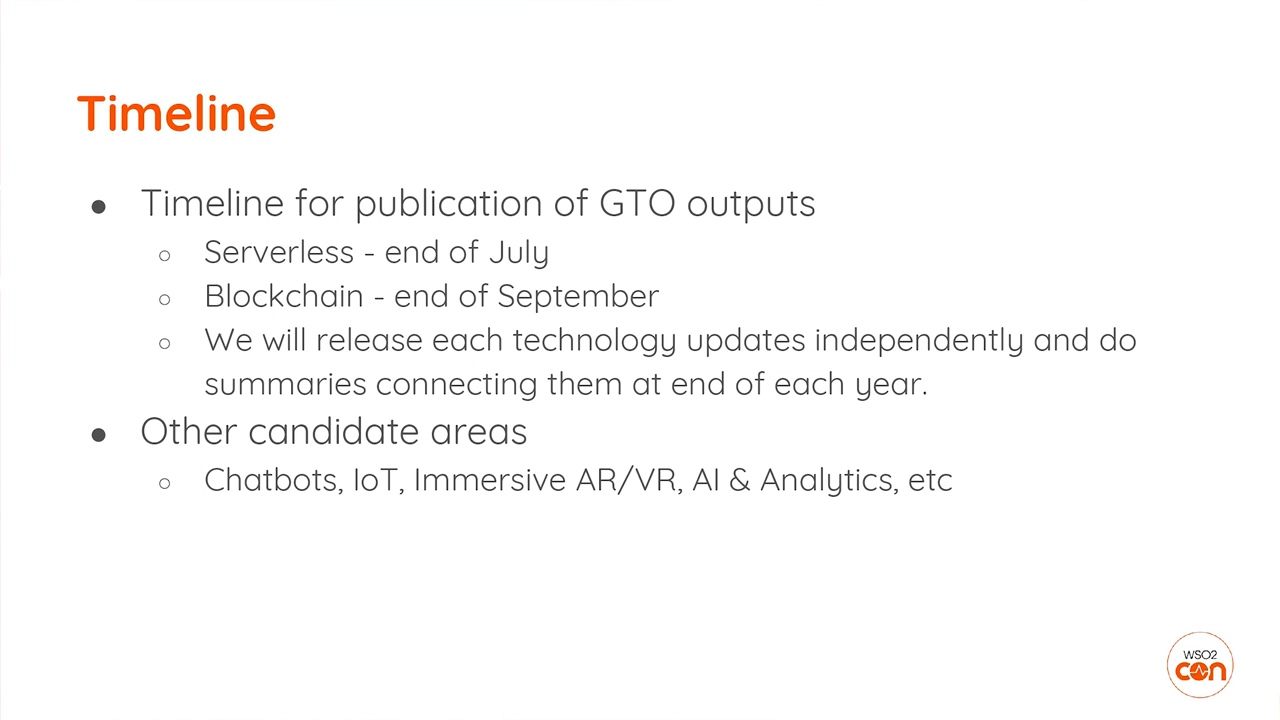 Timeline
● Timeline for publication of GTO outputs
○ Serverless - end of July
○ Blockchain - end of September
○ We will release each technology updates independently and do
summaries connecting them at end of each year.
● Other candidate areas
○ Chatbots, IoT, Immersive AR/VR, AI & Analytics, etc
WSO2
con